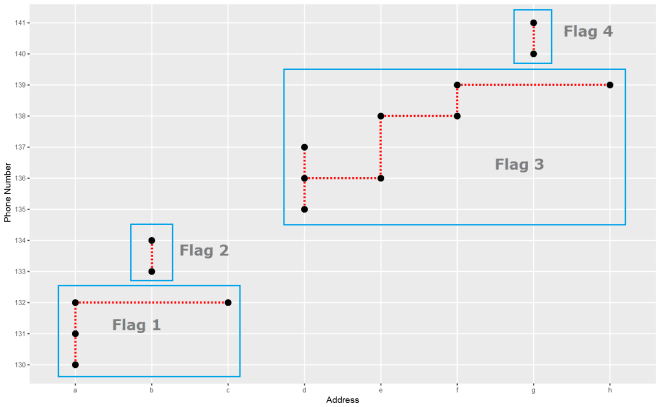 141
Flag 4
140
139
138
137
Flag 3
136
135
134
Flag 2
133
132
Flag 1
131
130
Phone Number
a b c d e f g h
Address